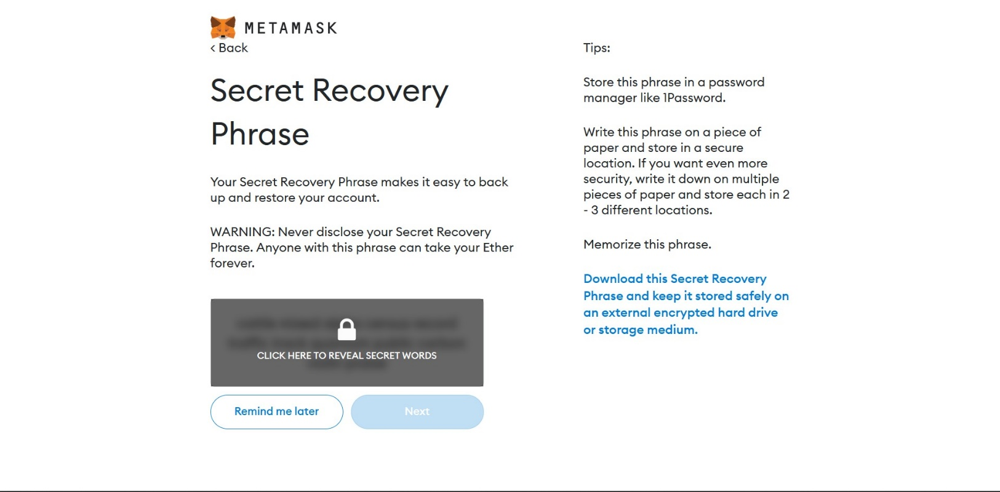 METAMASK
< Back
Secret Recovery
Phrase
Your Secret Recovery Phrase makes it easy to back
up and restore your account.
WARNING: Never disclose your Secret Recovery
Phrase. Anyone with this phrase can take your Ether
forever.
CLICK HERE TO REVEAL SECRET WORDS
Remind me later
Next
Tips:
Store this phrase in a password
manager like 1Password.
Write this phrase on a piece of
paper and store in a secure
location. If you want even more
security, write it down on multiple
pieces of paper and store each in 2
- 3 different locations.
Memorize this phrase.
Download this Secret Recovery
Phrase and keep it stored safely on
an external encrypted hard drive
or storage medium.